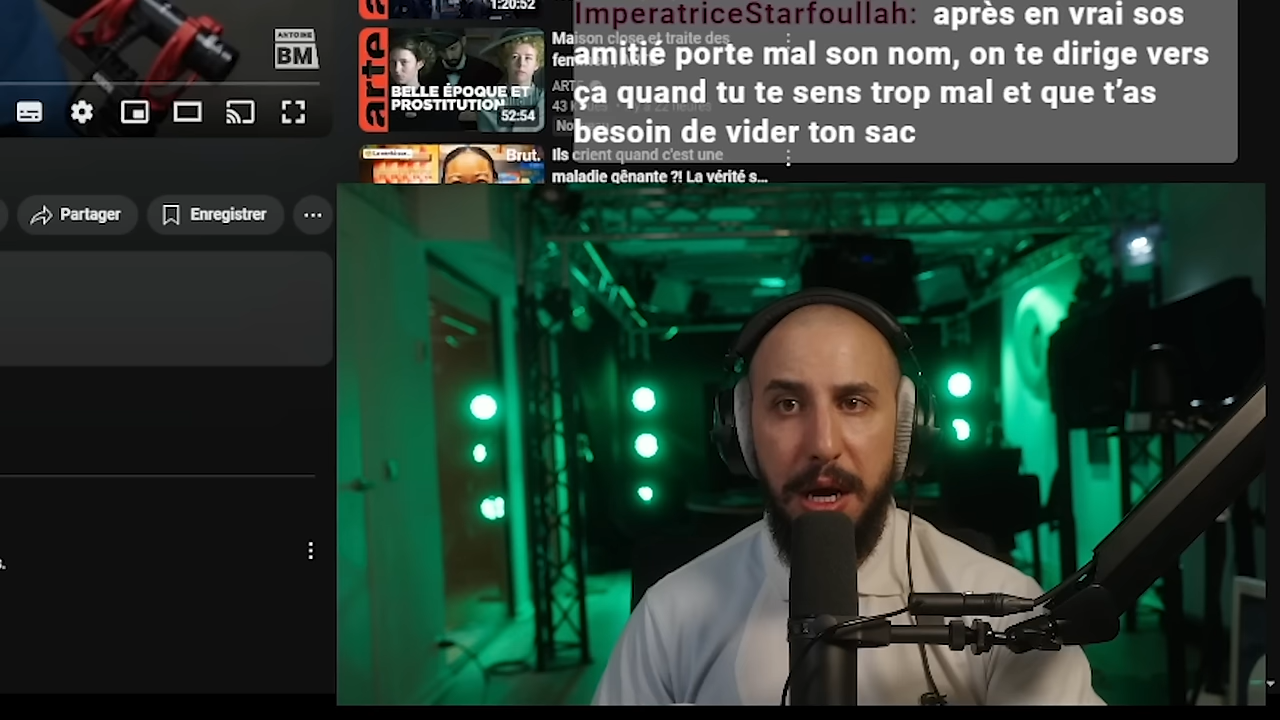 1:20:52
ImperatriceStarfoullah: après en vrai sos
amitié porte mal son nom, on te dirige vers
ça quand tu te sens trop mal et que t’as
besoin de vider ton sac
ANTOINE
BM
arte
BELLE ÉPOQUE ET
PROSTITUTION
52:54
Maison close et traite des
Brut.
Ils crient quand c'est une
maladie gênante ?! La vérité s...
Partager
Enregistrer